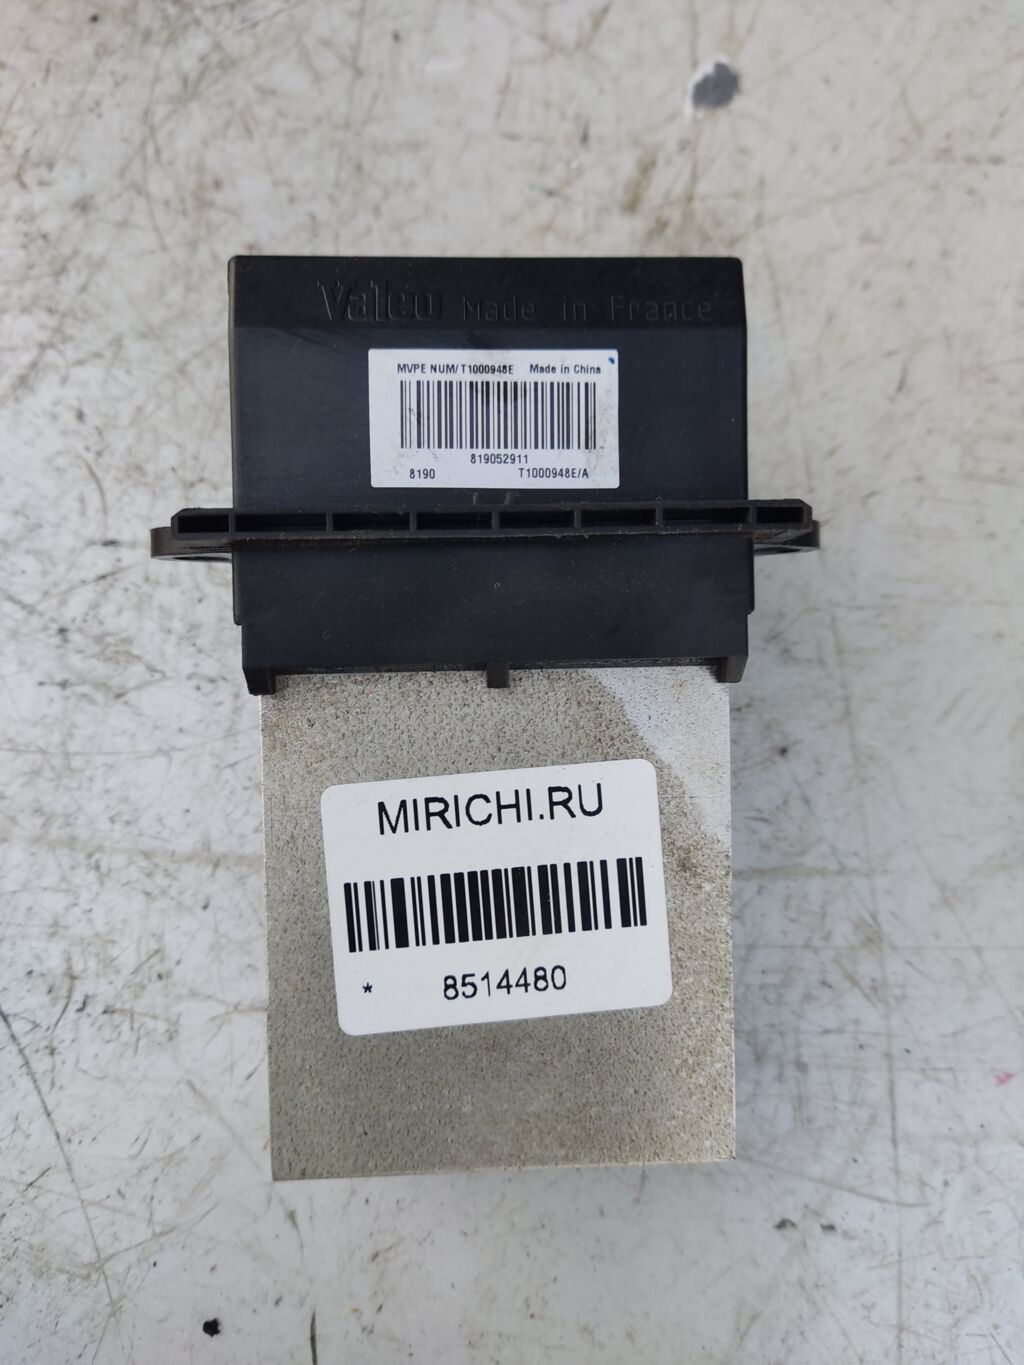 Valeo Made in France
MVPE NUM/ T1000948E Made in China
819052911
8190 T1000948E/A
MIRICHI.RU
* 8514480